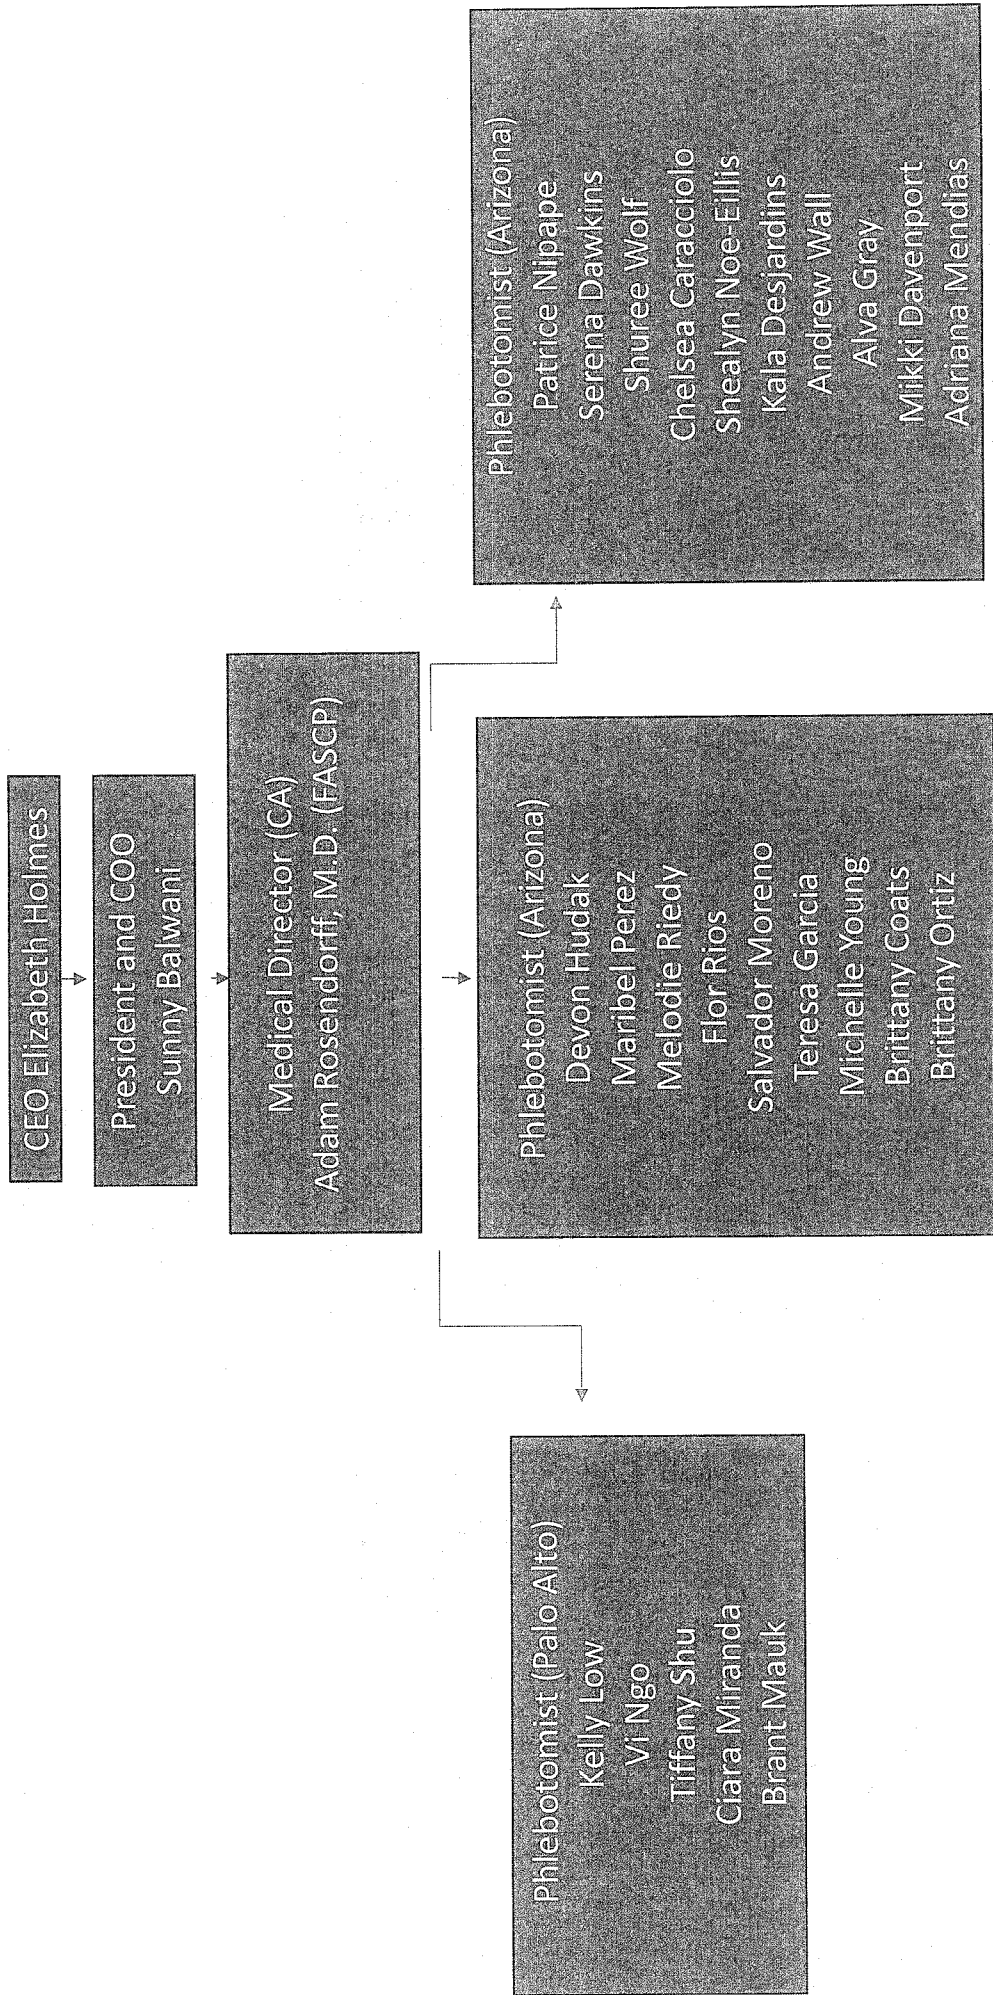 CEO Elizabeth Holmes
President and COO
Sunny Balwani
Medical Director (CA)
Adam Rosendorff, M.D. (FASCP)
Phlebotomist (Palo Alto)
Kelly Low
Vi Ngo
Tiffany Shu
Ciara Miranda
Brant Mauk
Phlebotomist (Arizona)
Devon Hudak
Maribel Perez
Melodie Riedy
Flor Rios
Salvador Moreno
Teresa Garcia
Michelle Young
Brittany Coats
Brittany Ortiz
Phlebotomist (Arizona)
Patrice Nipape
Serena Dawkins
Shuree Wolf
Chelsea Caracciolo
Shealyn Noe-Eillis
Kala Desjardins
Andrew Wall
Alva Gray
Mikki Davenport
Adriana Mendias